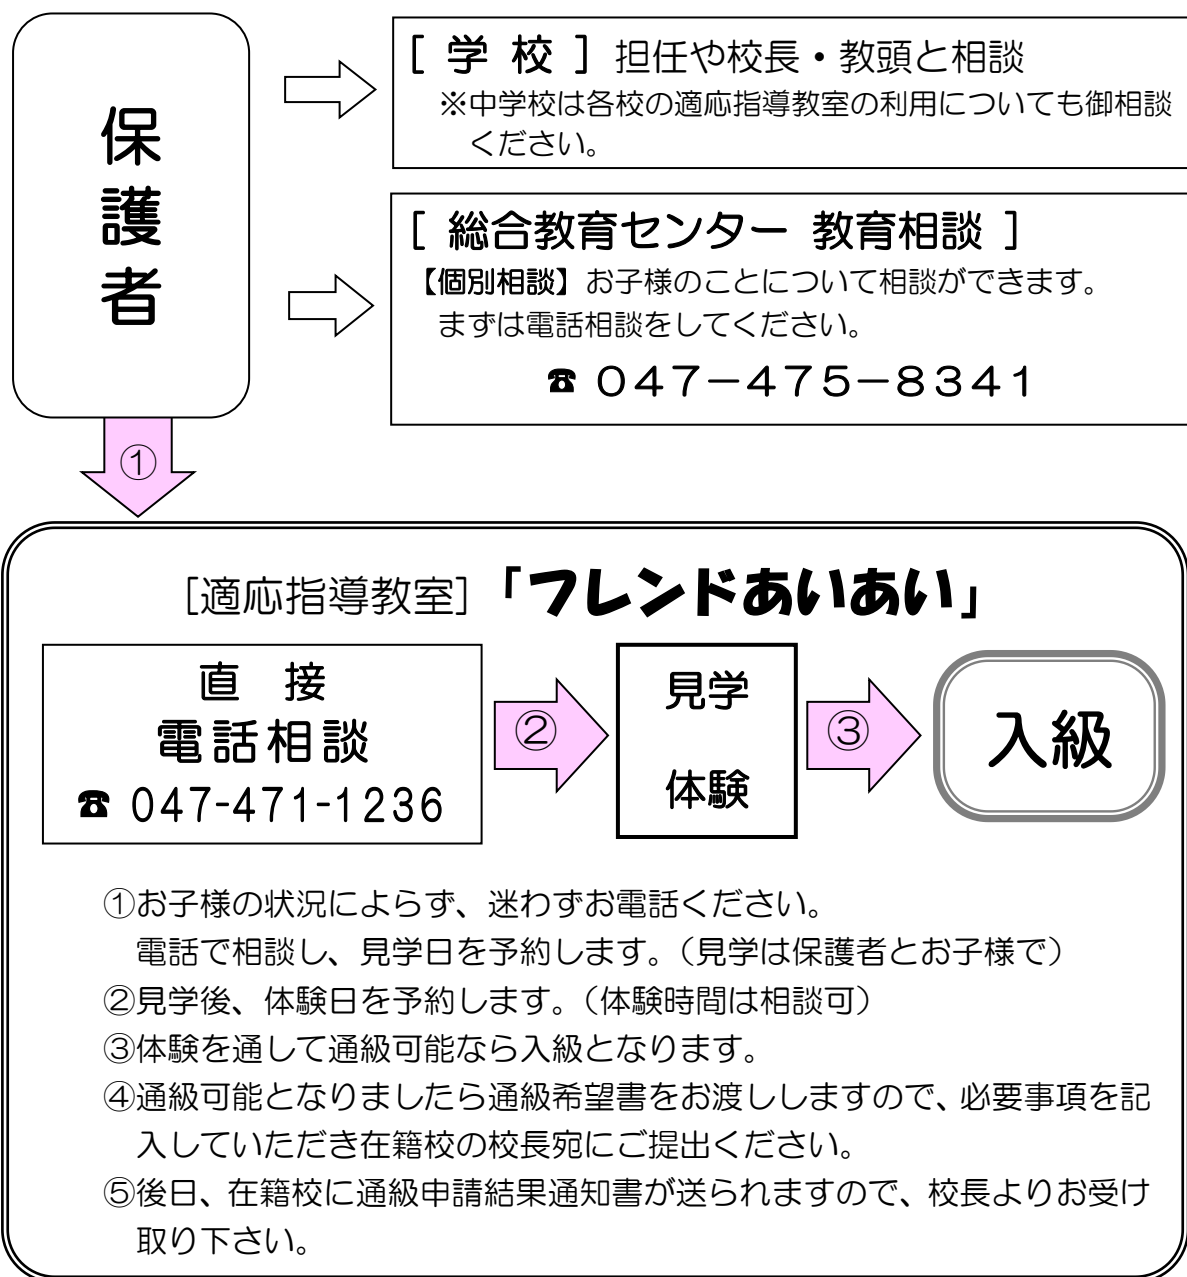 保護者
[ 学 校 ] 担任や校長・教頭と相談
※中学校は各校の適応指導教室の利用についても御相談
ください。
[ 総合教育センター 教育相談 ]
【個別相談】お子様のことについて相談ができます。
まずは電話相談をしてください。
☎ 047－475－8341
①
[適応指導教室]「フレンドあいあい」
直 接
電話相談
☎ 047-471-1236
②
見学
体験
③
入級
①お子様の状況によらず、迷わずお電話ください。
電話で相談し、見学日を予約します。（見学は保護者とお子様で）
②見学後、体験日を予約します。（体験時間は相談可）
③体験を通して通級可能なら入級となります。
④通級可能となりましたら通級希望書をお渡ししますので、必要事項を記
入していただき在籍校の校長宛にご提出ください。
⑤後日、在籍校に通級申請結果通知書が送られますので、校長よりお受け
取り下さい。